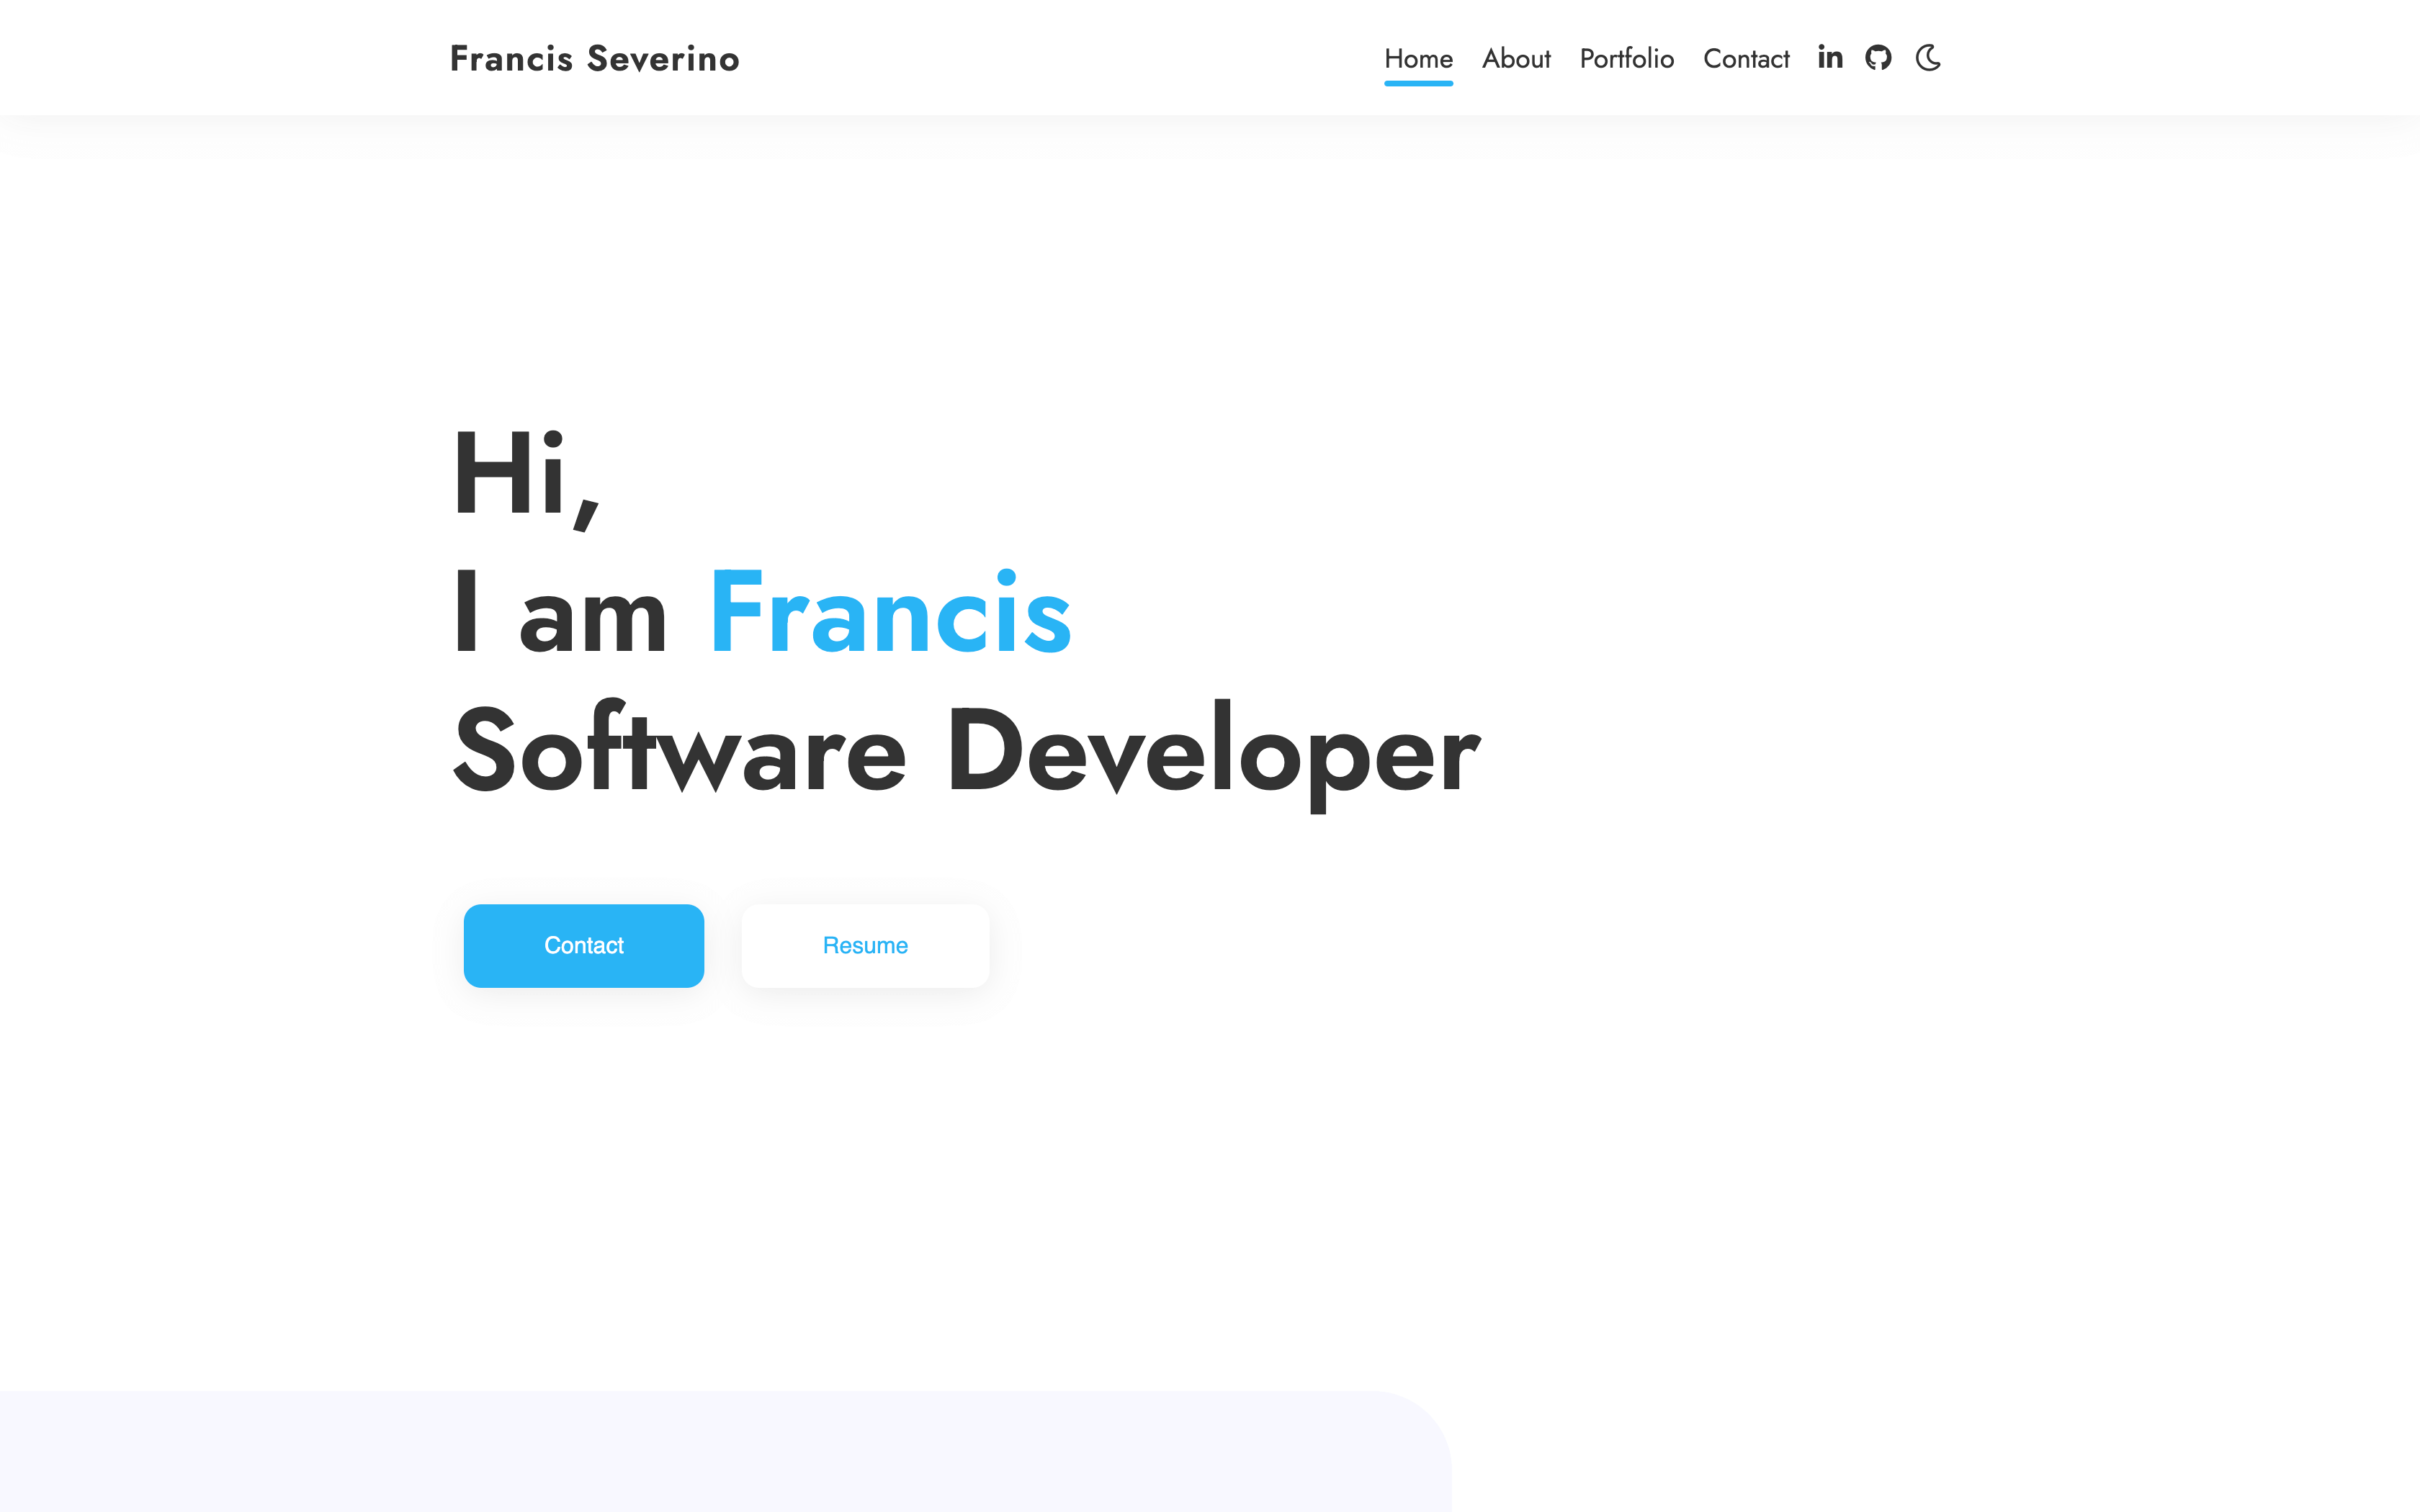 Francis Severino
Home About Portfolio Contact in
Hi,
I am Francis
Software Developer
Contact Resume